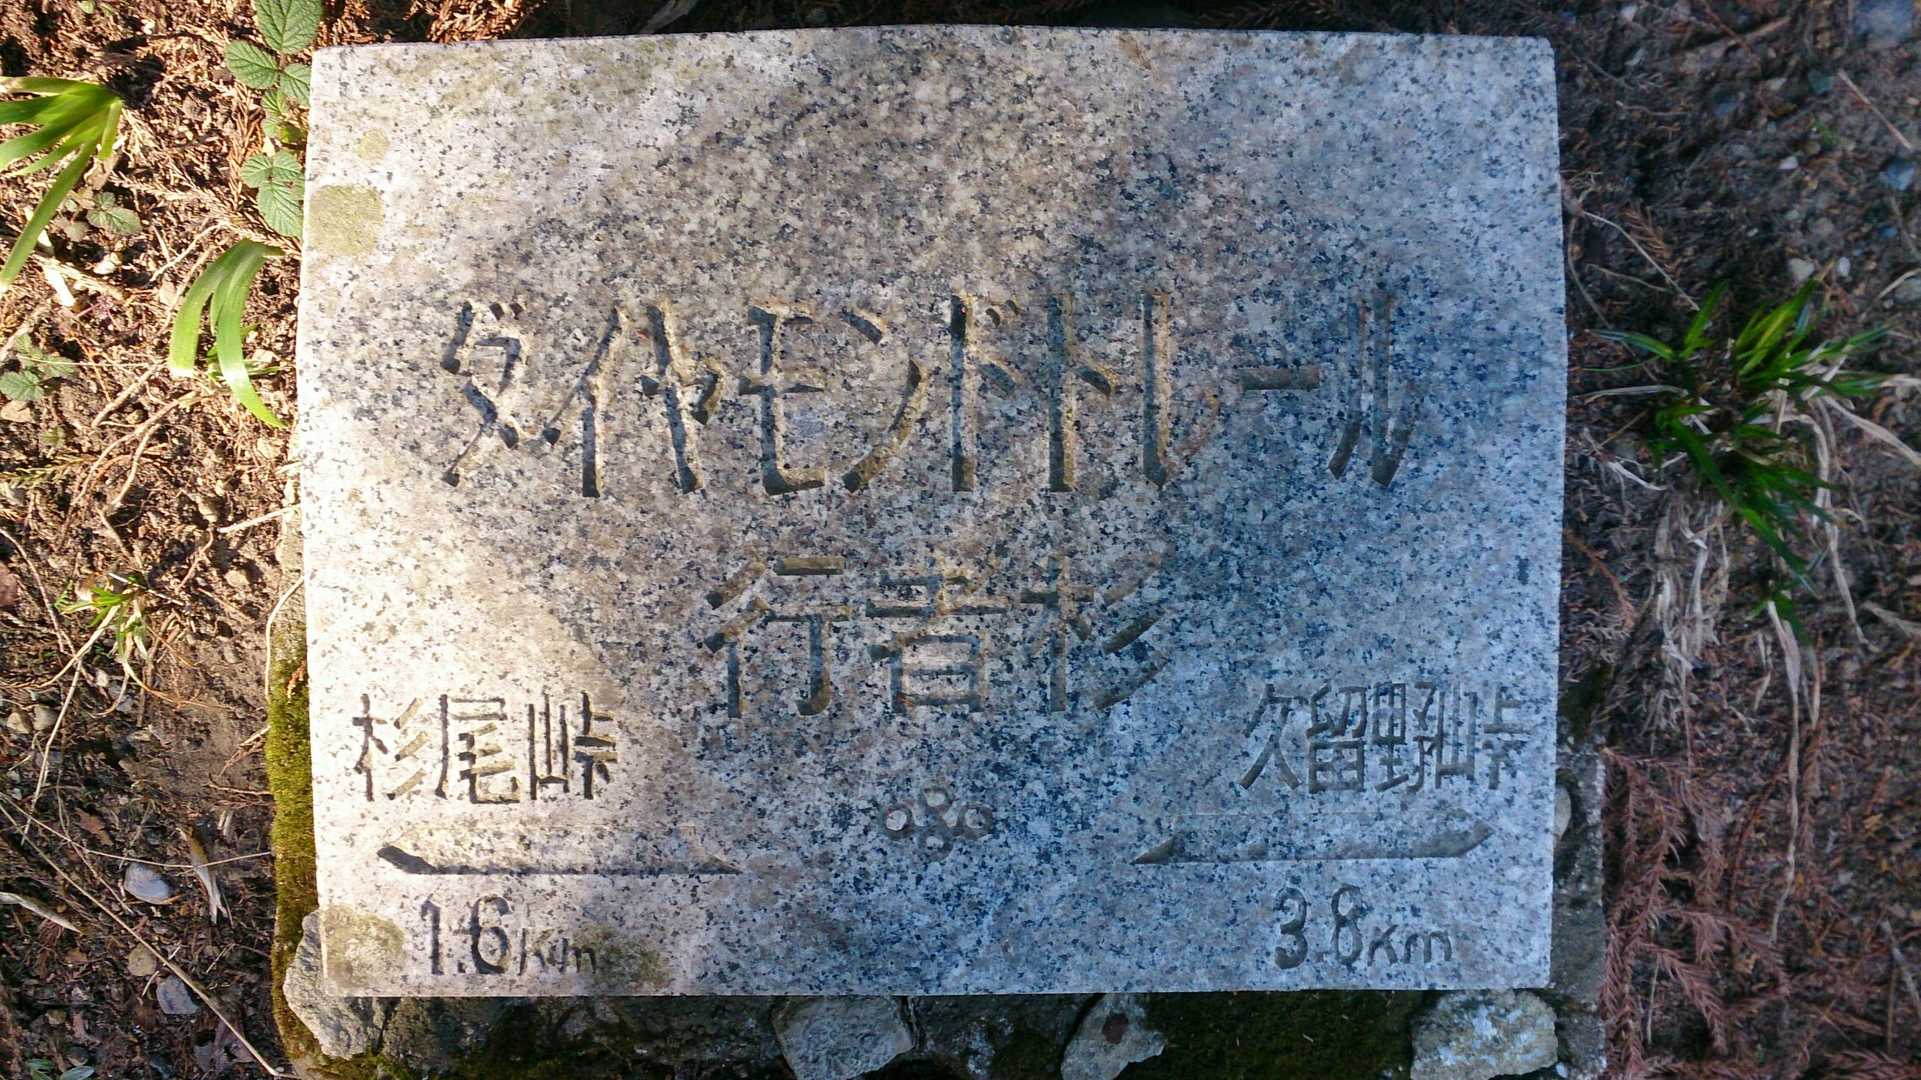 ダイヤモンドトレール
行者杉
杉尾峠 久留野峠
1.6Km 3.8Km